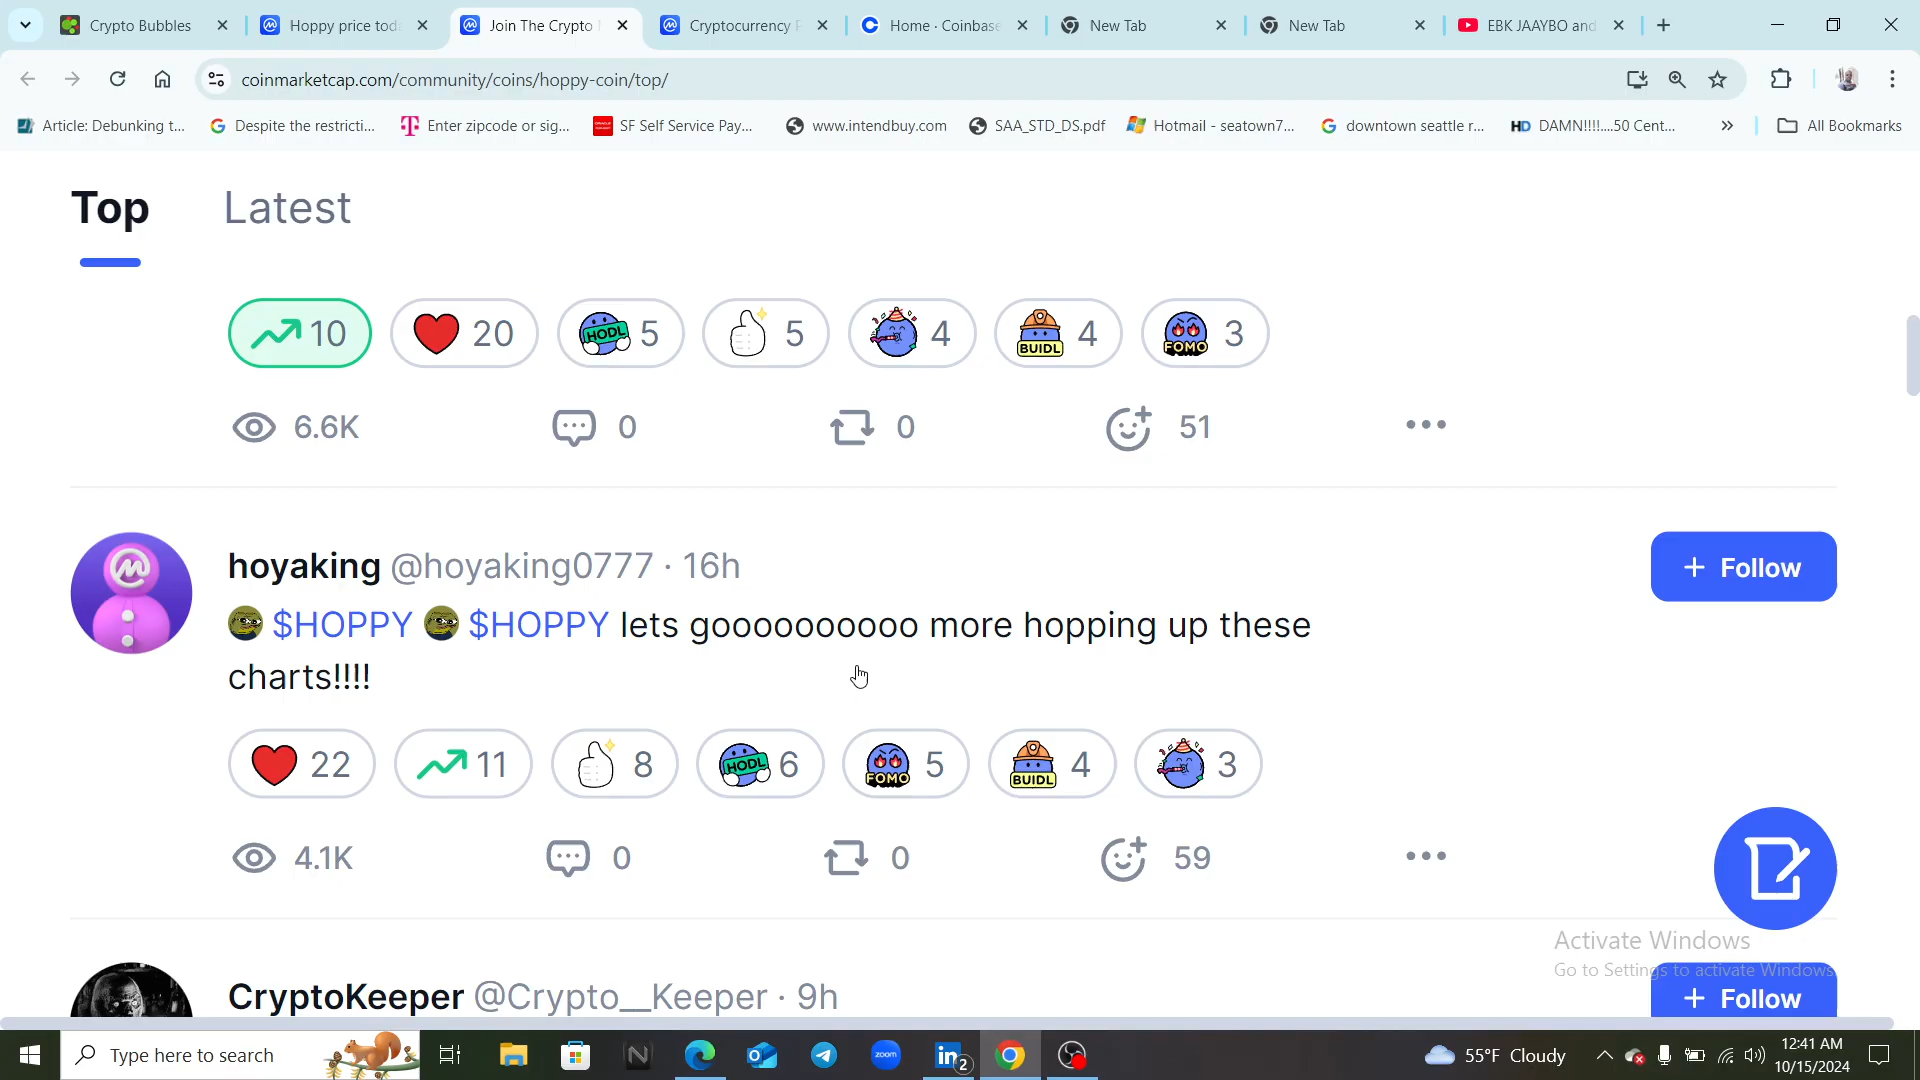 Crypto Bubbles
Hoppy price toda
Join The Crypto
Cryptocurrency P
Home · Coinbase
New Tab
New Tab
EBK JAAYBO and
coinmarketcap.com/community/coins/hoppy-coin/top/
Article: Debunking t...
Despite the restricti...
Enter zipcode or sig...
SF Self Service Pay...
www.intendbuy.com
SAA_STD_DS.pdf
Hotmail - seatown7...
downtown seattle r...
HD DAMN!!!!....50 Cent...
All Bookmarks
Top Latest
10 20 HODL 5 5 4 BUIDL 4 FOMO 3
6.6K 0 0 51
hoyaking @hoyaking0777 · 16h
+ Follow
$HOPPY $HOPPY lets goooooooooo more hopping up these
charts!!!!
22 11 8 HODL 6 FOMO 5 BUIDL 4 3
4.1K 0 0 59
Activate Windows
Go to Settings to activate Windows.
CryptoKeeper @Crypto__Keeper · 9h
+ Follow
Type here to search
zoom
in 2
55°F Cloudy
12:41 AM
10/15/2024